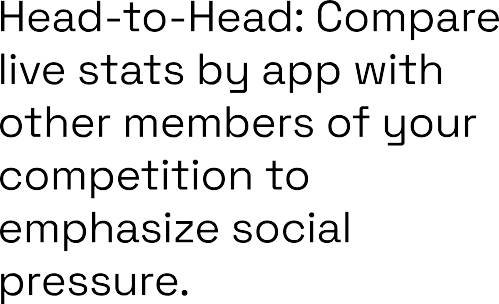 Head-to-Head: Compare
live stats by app with
other members of your
competition to
emphasize social
pressure.